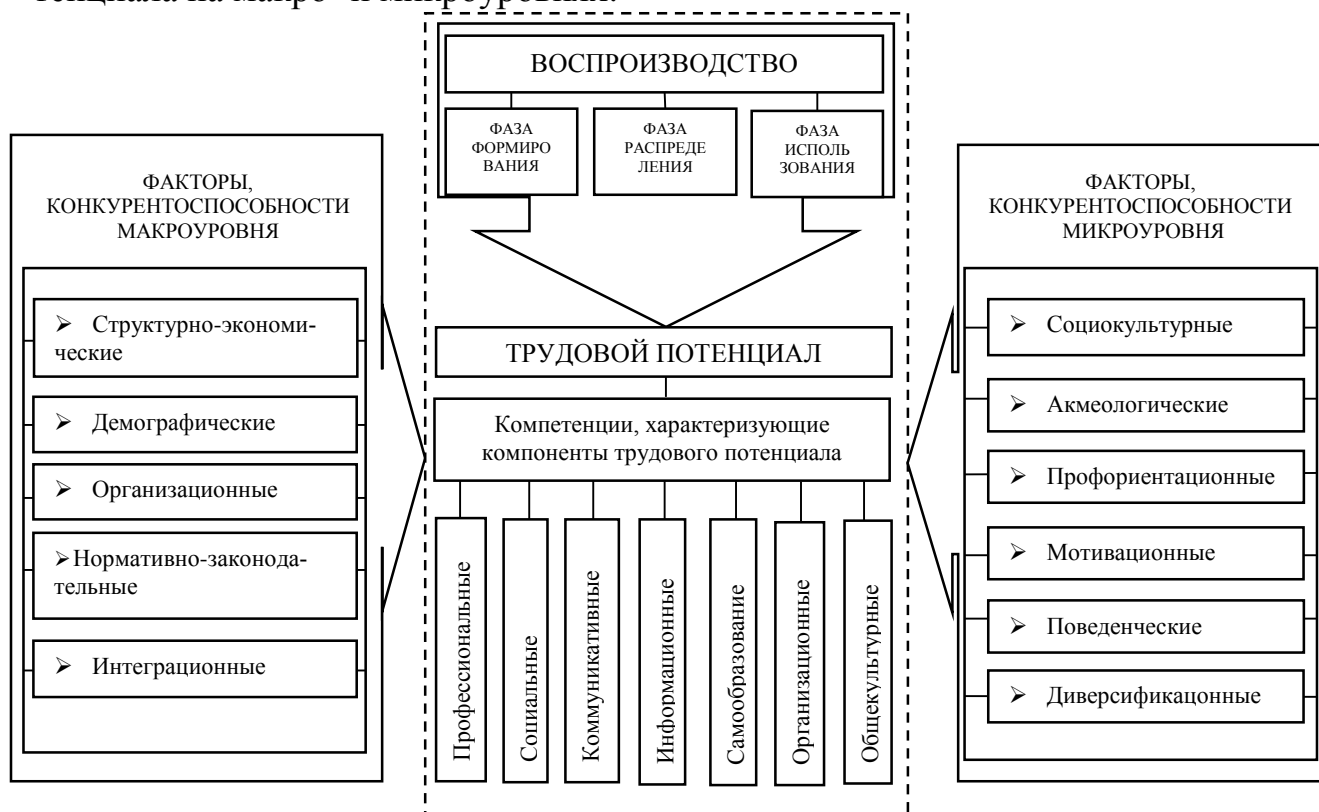 тенциала на макро- и микроуровнях.
ВОСПРОИЗВОДСТВО
ФАЗА
ФОРМИРО
ВАНИЯ
ФАЗА
РАСПРЕДЕ
ЛЕНИЯ
ФАЗА
ИСПОЛЬ
ЗОВАНИЯ
ФАКТОРЫ,
КОНКУРЕНТОСПОСОБНОСТИ
МАКРОУРОВНЯ
➢ Структурно-экономи-
ческие
➢ Демографические
➢ Организационные
➢Нормативно-законода-
тельные
➢ Интеграционные
ТРУДОВОЙ ПОТЕНЦИАЛ
Компетенции, характеризующие
компоненты трудового потенциала
Профессиональные
Социальные
Коммуникативные
Информационные
Самообразование
Организационные
Общекультурные
ФАКТОРЫ,
КОНКУРЕНТОСПОСОБНОСТИ
МИКРОУРОВНЯ
➢ Социокультурные
➢ Акмеологические
➢ Профориентационные
➢ Мотивационные
➢ Поведенческие
➢ Диверсификацонные